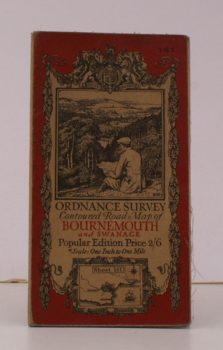 ORDNANCE SURVEY
Contoured Road Map of
BOURNEMOUTH
and SWANAGE
Popular Edition Price 2/6
Scale: One Inch to One Mile
Sheet 141